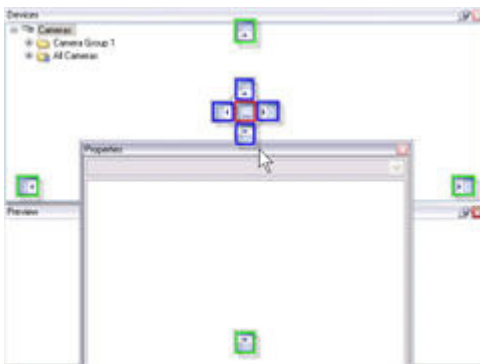 Devices
Cameras
Camera Group 1
All Cameras
Properties
Preview